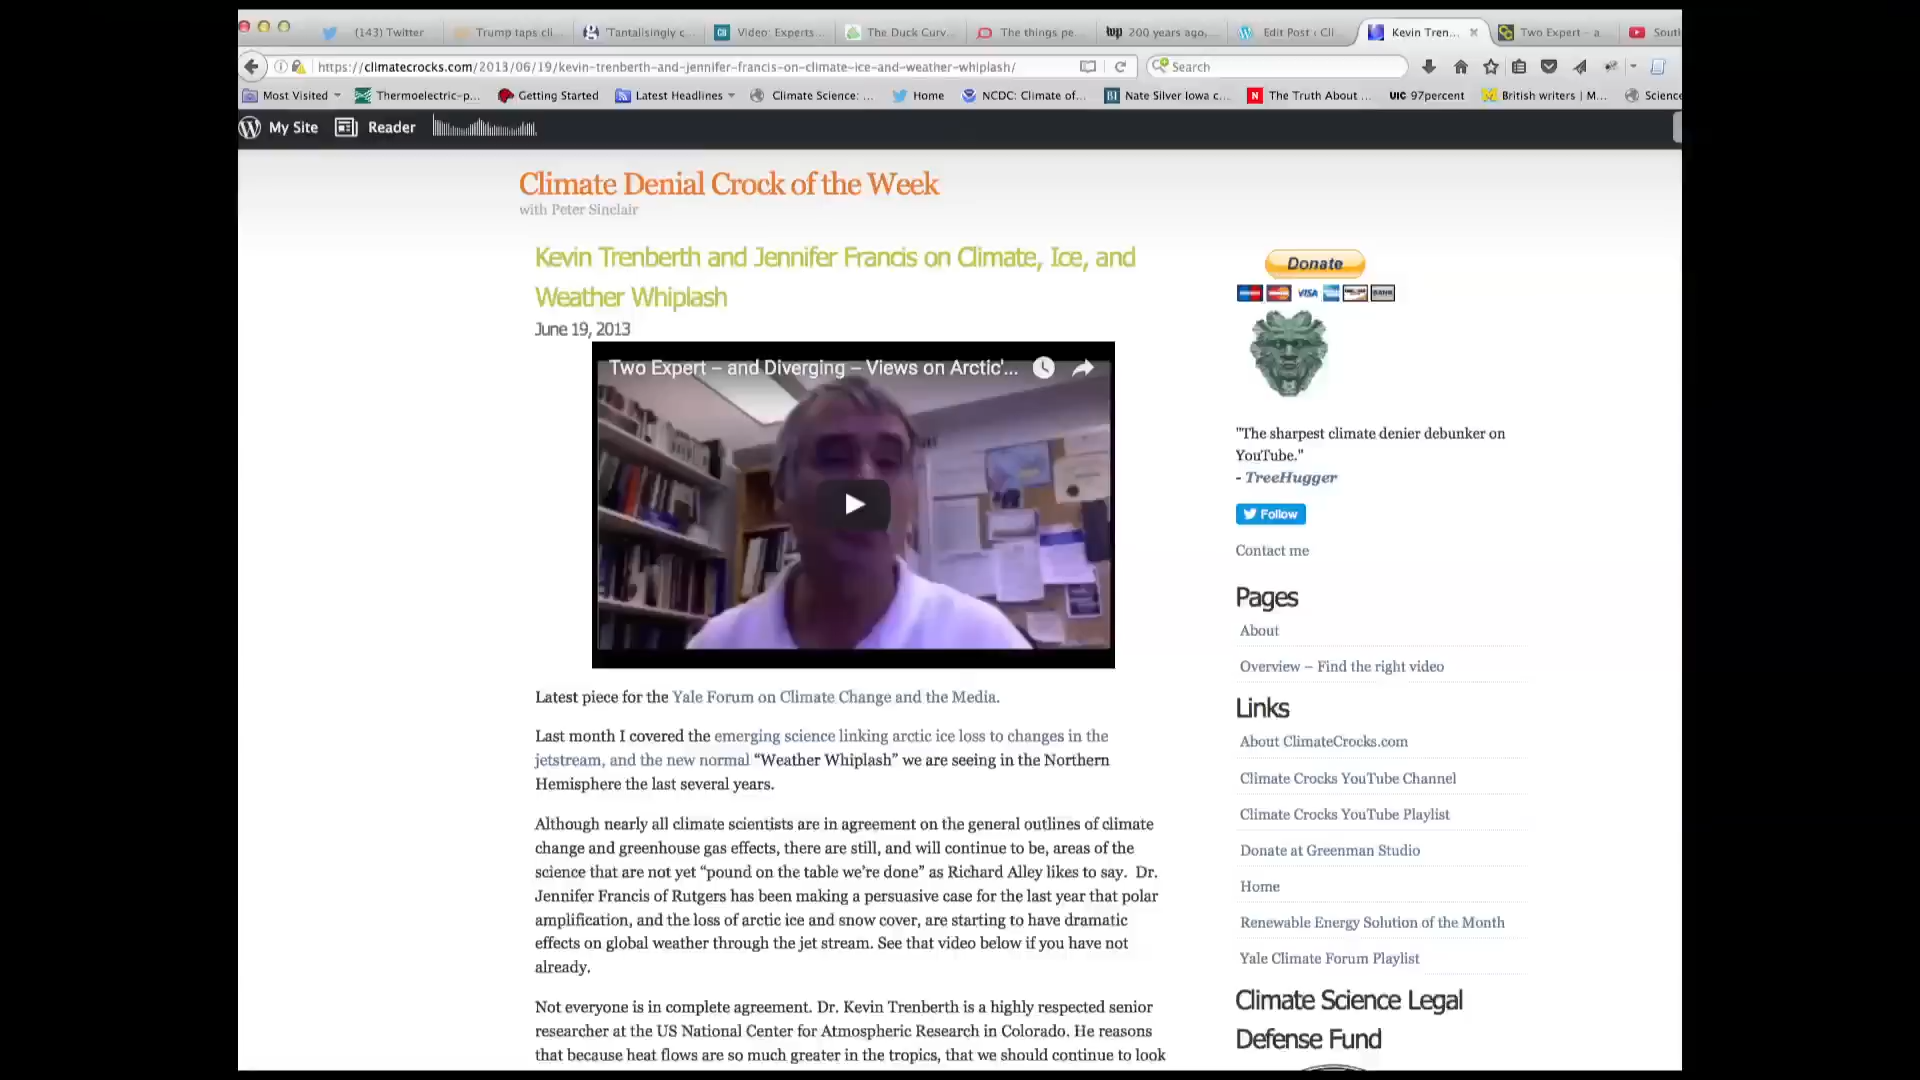 (143) Twitter
Trump taps cli...
'Tantalisingly c...
Video: Experts...
The Duck Curv...
The things pe...
wp 200 years ago,...
Edit Post ‹ Cli
Kevin Tren...
Two Expert – a
Souti
https://climatecrocks.com/2013/06/19/kevin-trenberth-and-jennifer-francis-on-climate-ice-and-weather-whiplash/
Search
Most Visited
Thermoelectric-p...
Getting Started
Latest Headlines
Climate Science: ...
Home
NCDC: Climate of...
BI Nate Silver Iowa c...
N The Truth About ...
UIC 97percent
British writers | M...
Science
My Site
Reader
Climate Denial Crock of the Week
with Peter Sinclair
Kevin Trenberth and Jennifer Francis on Climate, Ice, and
Weather Whiplash
June 19, 2013
Two Expert – and Diverging – Views on Arctic'...
Latest piece for the Yale Forum on Climate Change and the Media.
Last month I covered the emerging science linking arctic ice loss to changes in the
jetstream, and the new normal “Weather Whiplash” we are seeing in the Northern
Hemisphere the last several years.
Although nearly all climate scientists are in agreement on the general outlines of climate
change and greenhouse gas effects, there are still, and will continue to be, areas of the
science that are not yet “pound on the table we’re done” as Richard Alley likes to say.  Dr.
Jennifer Francis of Rutgers has been making a persuasive case for the last year that polar
amplification, and the loss of arctic ice and snow cover, are starting to have dramatic
effects on global weather through the jet stream. See that video below if you have not
already.
Not everyone is in complete agreement. Dr. Kevin Trenberth is a highly respected senior
researcher at the US National Center for Atmospheric Research in Colorado. He reasons
that because heat flows are so much greater in the tropics, that we should continue to look
Donate
VISA
BANK
"The sharpest climate denier debunker on
YouTube."
- TreeHugger
Follow
Contact me
Pages
About
Overview – Find the right video
Links
About ClimateCrocks.com
Climate Crocks YouTube Channel
Climate Crocks YouTube Playlist
Donate at Greenman Studio
Home
Renewable Energy Solution of the Month
Yale Climate Forum Playlist
Climate Science Legal
Defense Fund